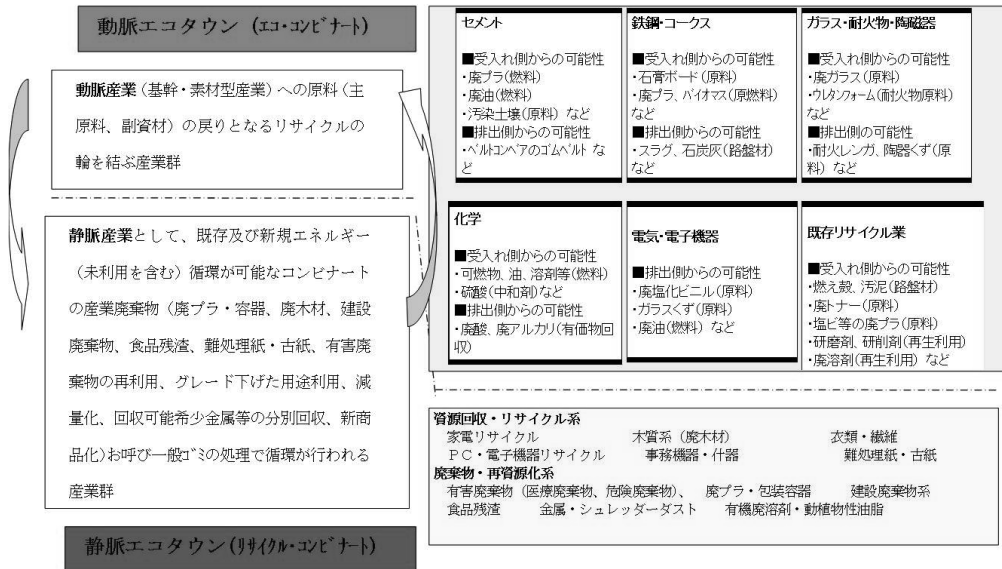 動脈エコタウン (ｴｺ・ｺﾝﾋﾞﾅｰﾄ)
動脈産業（基幹・素材型産業）への原料（主
原料、副資材）の戻りとなるリサイクルの
輪を結ぶ産業群
静脈産業として、既存及び新規エネルギー
（未利用を含む）循環が可能なコンビナート
の産業廃棄物（廃プラ・容器、廃木材、建設
廃棄物、食品残渣、難処理紙・古紙、有害廃
棄物の再利用、グレード下げた用途利用、減
量化、回収可能希少金属等の分別回収、新商
品化）お呼び一般ｺﾞﾐの処理で循環が行われる
産業群
静脈エコタウン(ﾘｻｲｸﾙ・ｺﾝﾋﾞﾅｰﾄ)
セメント
■受入れ側からの可能性
・廃プラ(燃料)
・廃油(燃料)
・汚染土壌(原料) など
■排出側からの可能性
・ﾍﾞﾙﾄｺﾝﾍﾞｱのｺﾞﾑﾍﾞﾙﾄ な
ど
鉄鋼・コークス
■受入れ側からの可能性
・石膏ボード(原料)
・廃プラ、ﾊﾞｲｵﾏｽ(原燃料)
など
■排出側からの可能性
・スラグ、石炭灰(路盤材)
など
ガラス・耐火物・陶磁器
■受入れ側からの可能性
・廃ガラス(原料)
・ｳﾚﾀﾝﾌｫｰﾑ(耐火物原料)
など
■排出側の可能性
・耐火レンガ、陶器くず(原
料) など
化学
■受入れ側からの可能性
・可燃物、油、溶剤等(燃料)
・硫酸(中和剤)など
■排出側からの可能性
・廃酸、廃アルカリ(有価物回
収)
電気・電子機器
■排出側からの可能性
・廃塩化ビニル(原料)
・ガラスくず(原料)
・廃油(燃料) など
既存リサイクル業
■受入れ側からの可能性
・燃え殻、汚泥(路盤材)
・廃トナー(原料)
・塩ビ等の廃プラ(原料)
・研磨剤、研削剤(再生利用)
・廃溶剤(再生利用) など
資源回収・リサイクル系
家電リサイクル 木質系（廃木材） 衣類・繊維
ＰＣ・電子機器リサイクル 事務機器・什器 難処理紙・古紙
廃棄物・再資源化系
有害廃棄物（医療廃棄物、危険廃棄物）、 廃プラ・包装容器 建設廃棄物系
食品残渣 金属・シュレッダーダスト 有機廃溶剤・動植物性油脂